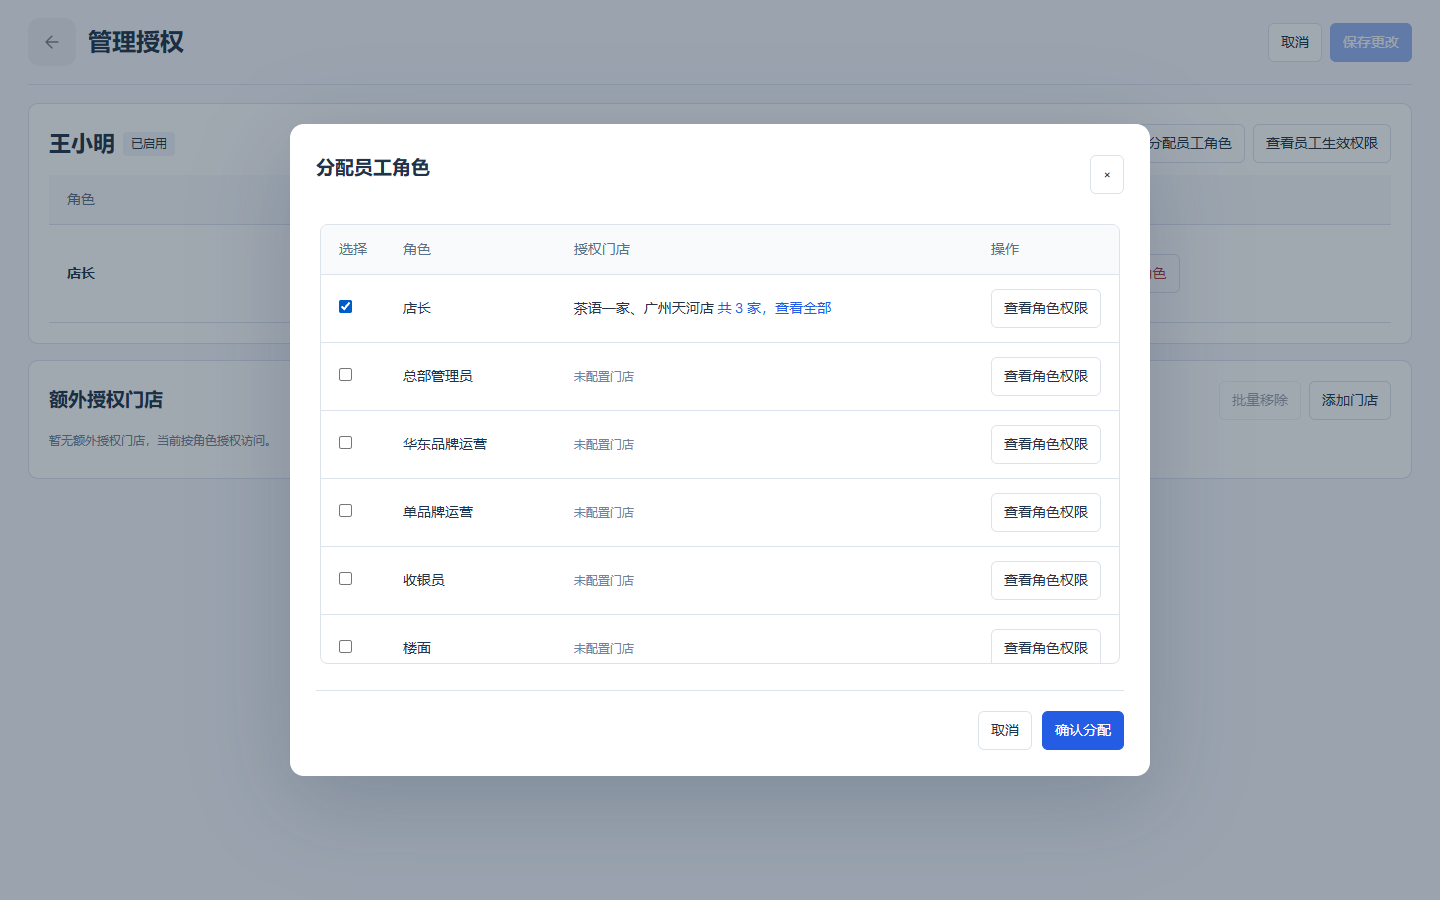 管理授权
取消
保存更改
王小明
已启用
分配员工角色
查看员工生效权限
角色
店长
色
额外授权门店
批量移除
添加门店
暂无额外授权门店，当前按角色授权访问。
分配员工角色
×
选择 角色 授权门店 操作
店长 茶语一家、广州天河店 共 3 家，查看全部 查看角色权限
总部管理员 未配置门店 查看角色权限
华东品牌运营 未配置门店 查看角色权限
单品牌运营 未配置门店 查看角色权限
收银员 未配置门店 查看角色权限
楼面 未配置门店 查看角色权限
取消
确认分配